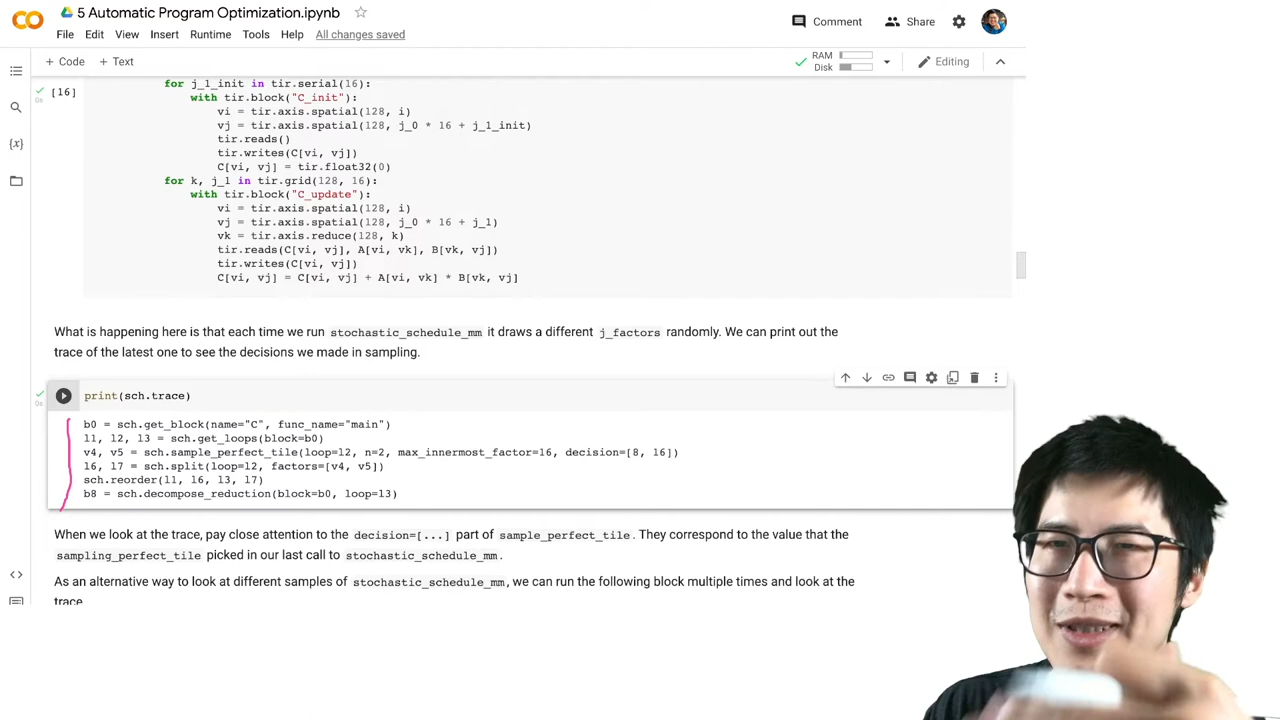 5 Automatic Program Optimization.ipynb
Comment
Share
File Edit View Insert Runtime Tools Help All changes saved
+ Code + Text
RAM
Disk
Editing
[16]
for j_1_init in tir.serial(16):
with tir.block("C_init"):
vi = tir.axis.spatial(128, i)
vj = tir.axis.spatial(128, j_0 * 16 + j_1_init)
tir.reads()
tir.writes(C[vi, vj])
C[vi, vj] = tir.float32(0)
for k, j_1 in tir.grid(128, 16):
with tir.block("C_update"):
vi = tir.axis.spatial(128, i)
vj = tir.axis.spatial(128, j_0 * 16 + j_1)
vk = tir.axis.reduce(128, k)
tir.reads(C[vi, vj], A[vi, vk], B[vk, vj])
tir.writes(C[vi, vj])
C[vi, vj] = C[vi, vj] + A[vi, vk] * B[vk, vj]
What is happening here is that each time we run stochastic_schedule_mm it draws a different j_factors randomly. We can print out the
trace of the latest one to see the decisions we made in sampling.
0s
print(sch.trace)
b0 = sch.get_block(name="C", func_name="main")
l1, l2, l3 = sch.get_loops(block=b0)
v4, v5 = sch.sample_perfect_tile(loop=l2, n=2, max_innermost_factor=16, decision=[8, 16])
l6, l7 = sch.split(loop=l2, factors=[v4, v5])
sch.reorder(l1, l6, l3, l7)
b8 = sch.decompose_reduction(block=b0, loop=l3)
When we look at the trace, pay close attention to the decision=[...] part of sample_perfect_tile. They correspond to the value that the
sampling_perfect_tile picked in our last call to stochastic_schedule_mm.
As an alternative way to look at different samples of stochastic_schedule_mm, we can run the following block multiple times and look at the
trace